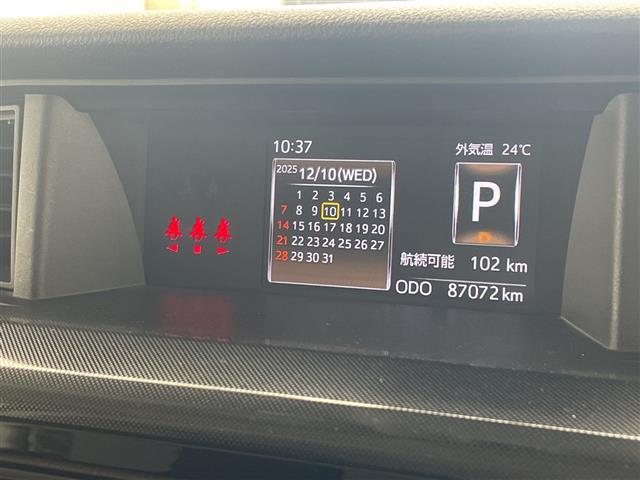 10:37
外気温 24℃
2025 12/10(WED)
1 2 3 4 5 6
7 8 9 10 11 12 13
14 15 16 17 18 19 20
21 22 23 24 25 26 27
28 29 30 31
P
D
航続可能 102 km
ODO 87072 km